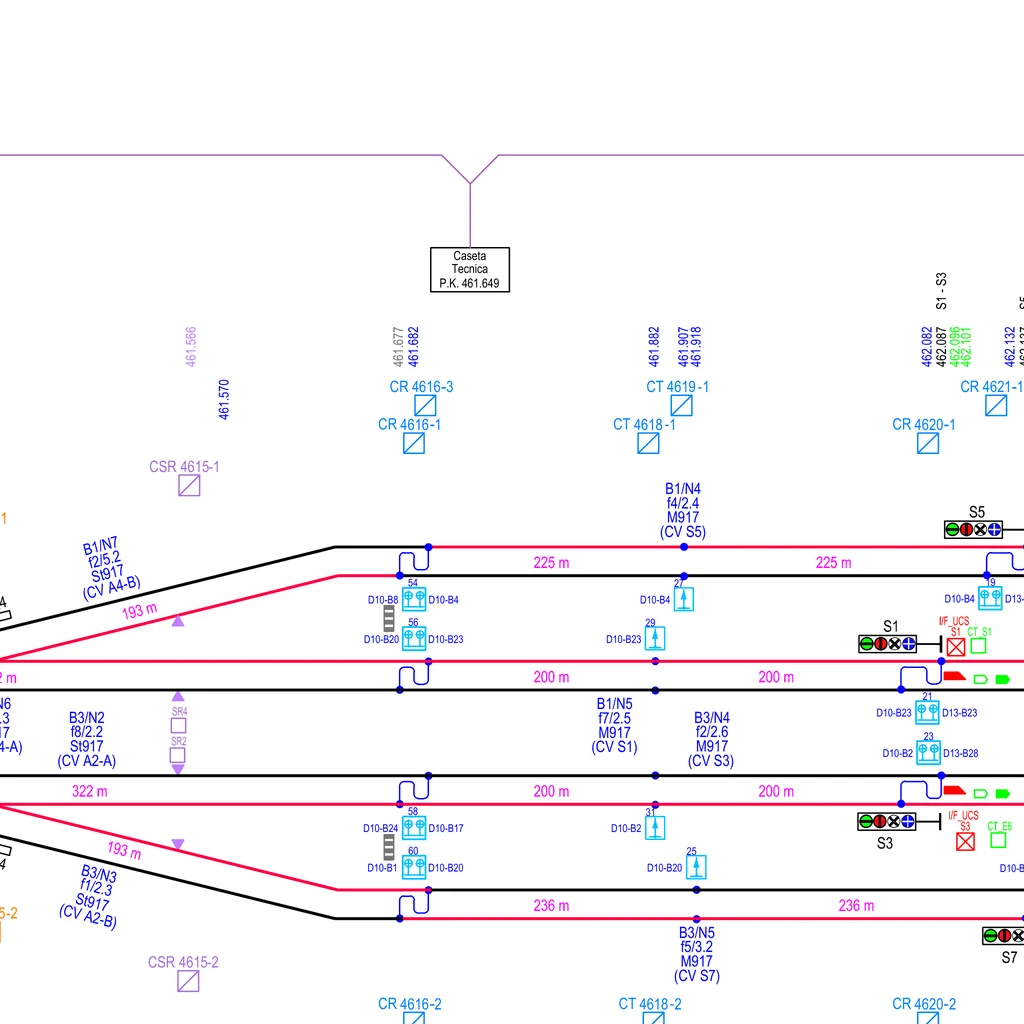 Caseta
Tecnica
P.K. 461.649
S1 - S3
461.566
461.677
461.682
461.882
461.907
461.918
462.082
462.087
462.096
462.101
462.132
461.570
CR 4616-3
CT 4619-1
CR 4621-1
CR 4616-1
CT 4618-1
CR 4620-1
CSR 4615-1
B1/N4
f4/2.4
M917
(CV S5)
S5
B1/N7
f2/5.2
St917
(CV A4-B)
193 m
225 m
225 m
54
D10-B8
D10-B4
56
D10-B20
D10-B23
27
D10-B4
29
D10-B23
19
D10-B4
S1
I/F_UCS
S1
CT_S1
200 m
200 m
SR4
SR2
B3/N2
f8/2.2
St917
(CV A2-A)
B1/N5
f7/2.5
M917
(CV S1)
B3/N4
f2/2.6
M917
(CV S3)
21
D10-B23
D13-B23
23
D10-B2
D13-B28
322 m
200 m
200 m
58
D10-B24
D10-B17
60
D10-B1
D10-B20
31
D10-B2
25
D10-B20
S3
I/F_UCS
S3
CT_E6
193 m
B3/N3
f1/2.3
St917
(CV A2-B)
236 m
236 m
B3/N5
f5/3.2
M917
(CV S7)
S7
CSR 4615-2
CR 4616-2
CT 4618-2
CR 4620-2